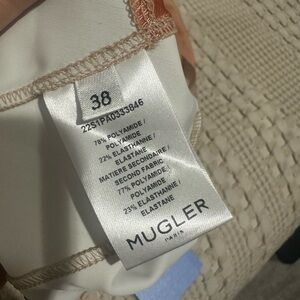 38
22S1PA0333846
78% POLYAMIDE /
POLYAMIDE
22% ELASTHANNE /
ELASTANE
MATIERE SECONDAIRE /
SECOND FABRIC
77% POLYAMIDE /
POLYAMIDE
23% ELASTHANNE /
ELASTANE
MUGLER
PARIS